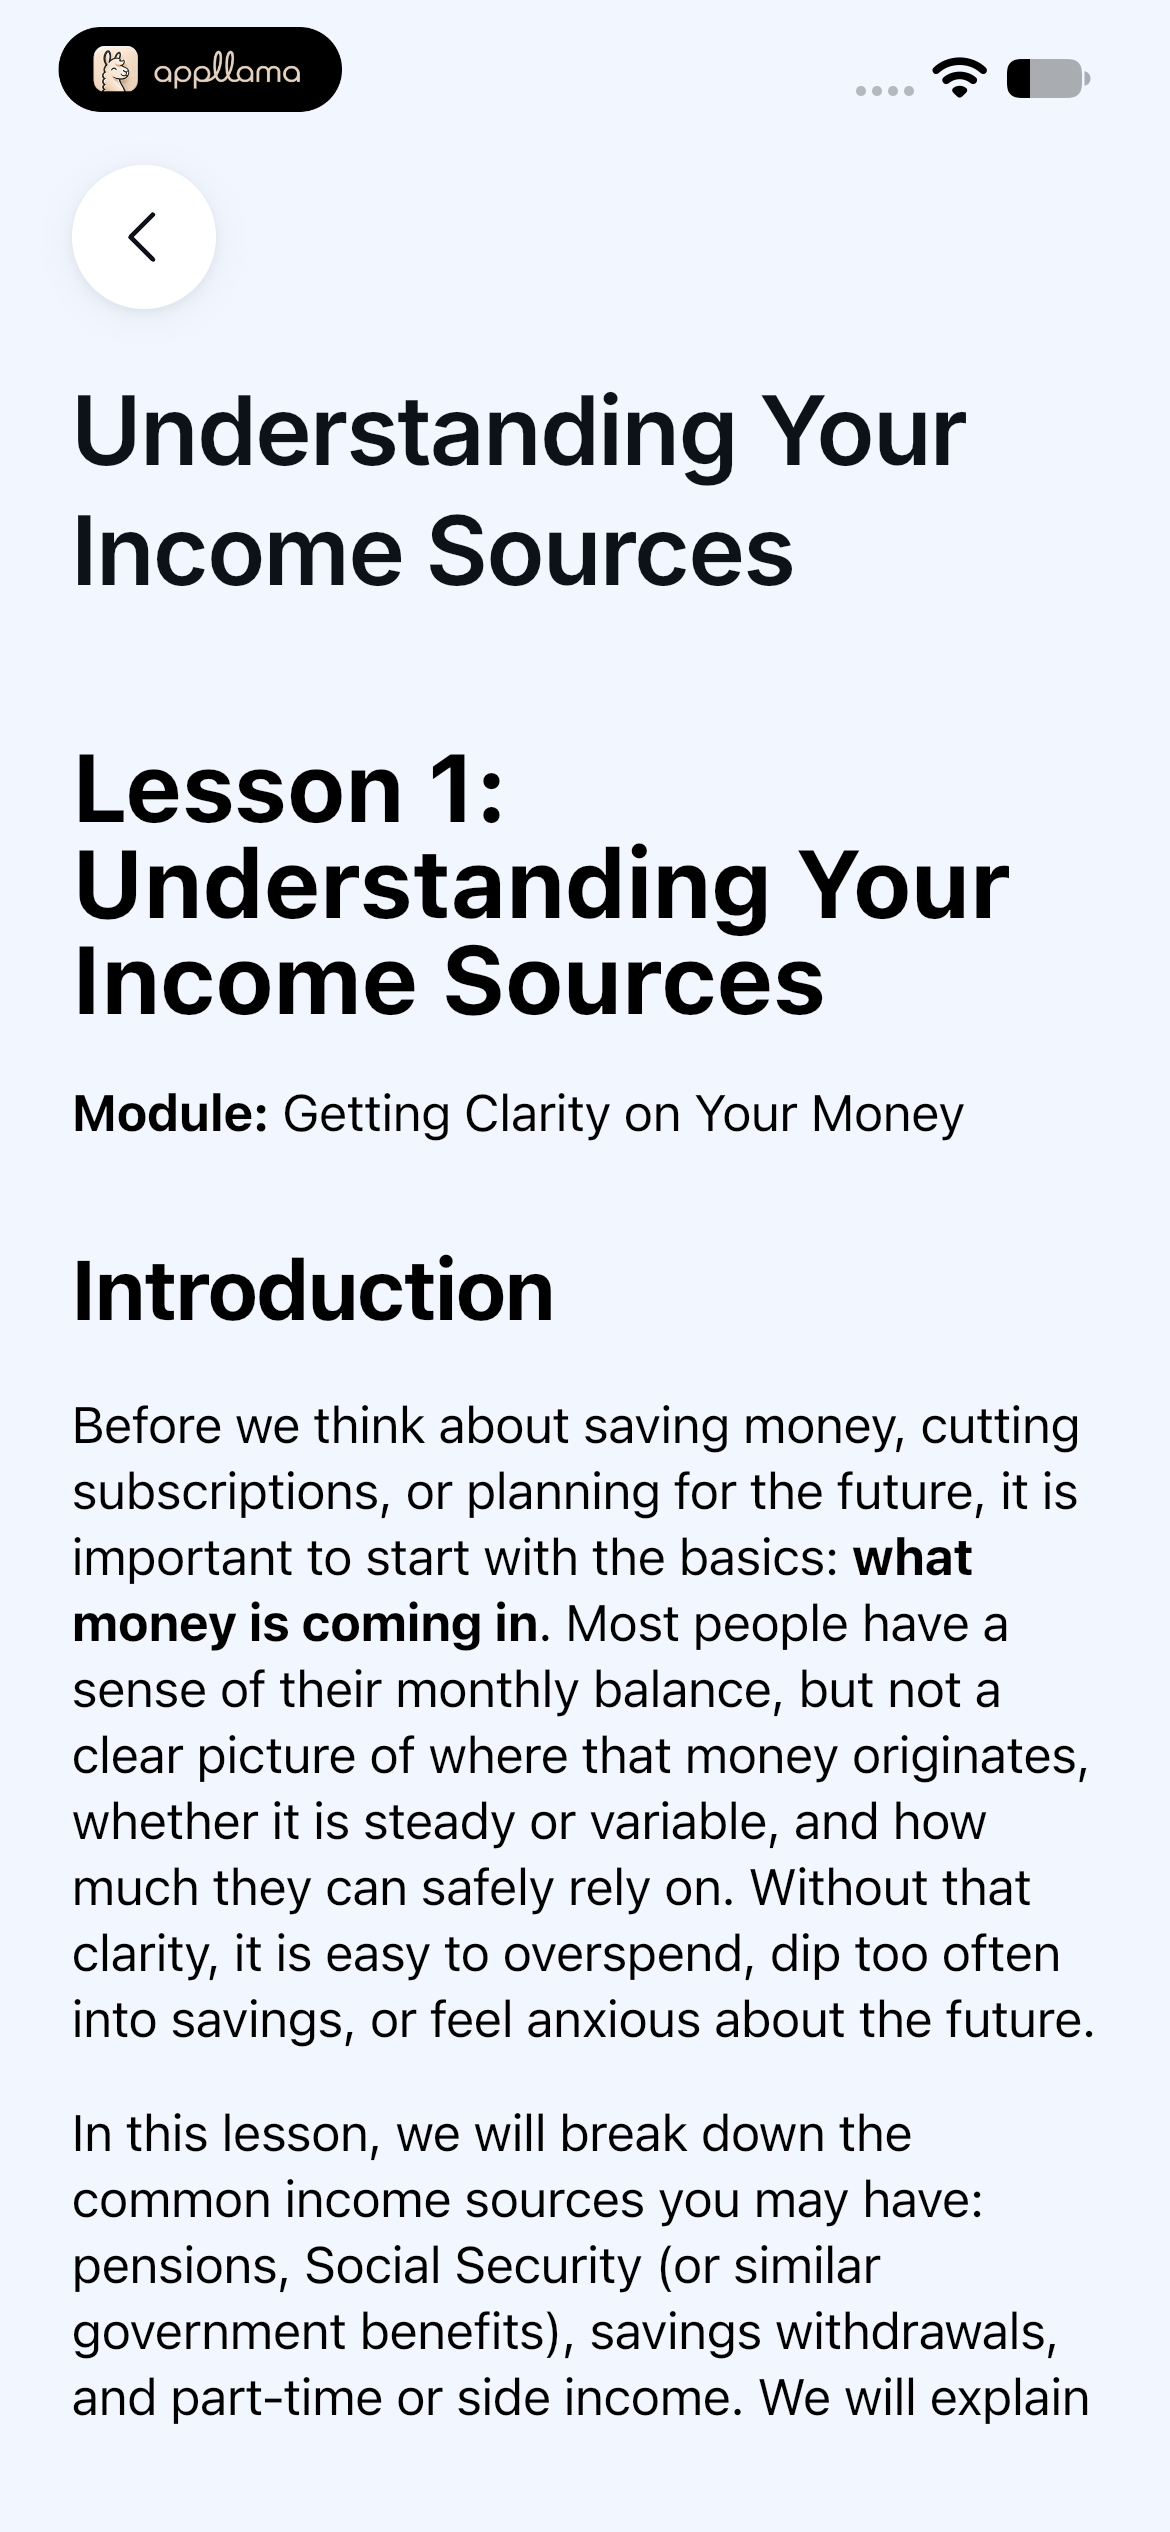 appllama
Understanding Your
Income Sources
Lesson 1:
Understanding Your
Income Sources
Module: Getting Clarity on Your Money
Introduction
Before we think about saving money, cutting
subscriptions, or planning for the future, it is
important to start with the basics: what
money is coming in. Most people have a
sense of their monthly balance, but not a
clear picture of where that money originates,
whether it is steady or variable, and how
much they can safely rely on. Without that
clarity, it is easy to overspend, dip too often
into savings, or feel anxious about the future.
In this lesson, we will break down the
common income sources you may have:
pensions, Social Security (or similar
government benefits), savings withdrawals,
and part-time or side income. We will explain